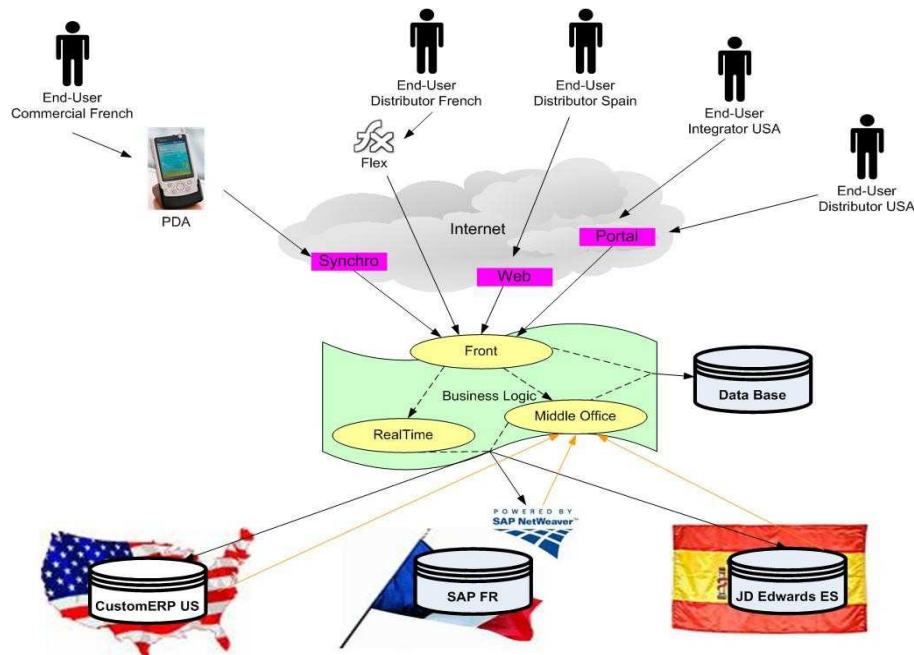 End-User
Commercial French
End-User
Distributor French
End-User
Distributor Spain
End-User
Integrator USA
End-User
Distributor USA
fx
Flex
PDA
Internet
Synchro
Web
Portal
Front
Business Logic
RealTime
Middle Office
Data Base
POWERED BY
SAP NetWeaver™
CustomERP US
SAP FR
JD Edwards ES